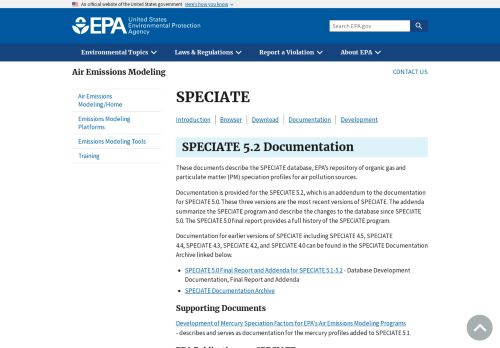 An official website of the United States government Here's how you know
EPA United States Environmental Protection Agency
Search EPA.gov
Environmental Topics Laws & Regulations Report a Violation About EPA
Air Emissions Modeling
CONTACT US
Air Emissions Modeling/Home
Emissions Modeling Platforms
Emissions Modeling Tools
Training
SPECIATE
Introduction Browser Download Documentation Development
SPECIATE 5.2 Documentation
These documents describe the SPECIATE database, EPA's repository of organic gas and
particulate matter (PM) speciation profiles for air pollution sources.
Documentation is provided for the SPECIATE 5.2, which is an addendum to the documentation
for SPECIATE 5.0. These three versions are the most recent versions of SPECIATE. The addenda
summarize the SPECIATE program and describe the changes to the database since SPECIATE
5.0. The SPECIATE 5.0 final report provides a full history of the SPECIATE program.
Documentation for earlier versions of SPECIATE including SPECIATE 4.5, SPECIATE
4.4, SPECIATE 4.3, SPECIATE 4.2, and SPECIATE 4.0 can be found in the SPECIATE Documentation
Archive linked below.
SPECIATE 5.0 Final Report and Addenda for SPECIATE 5.1-5.2 - Database Development
Documentation, Final Report and Addenda
SPECIATE Documentation Archive
Supporting Documents
Development of Mercury Speciation Factors for EPA's Air Emissions Modeling Programs
- describes and serves as documentation for the mercury profiles added to SPECIATE 5.1.